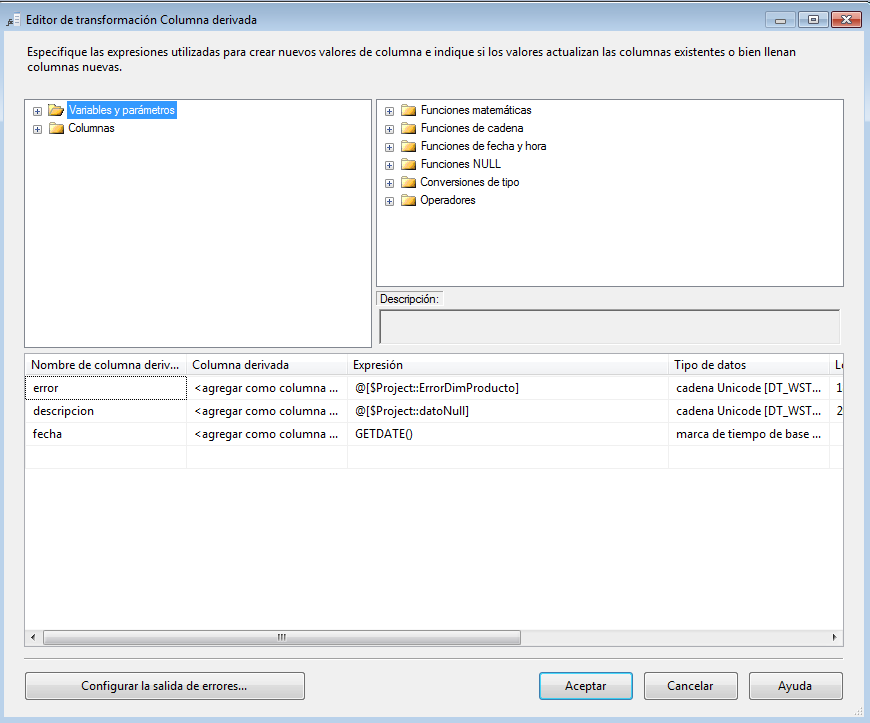 Editor de transformación Columna derivada
Especifique las expresiones utilizadas para crear nuevos valores de columna e indique si los valores actualizan las columnas existentes o bien llenan
columnas nuevas.
Variables y parámetros
Columnas
Funciones matemáticas
Funciones de cadena
Funciones de fecha y hora
Funciones NULL
Conversiones de tipo
Operadores
Descripción:
Nombre de columna deriv... Columna derivada Expresión Tipo de datos
error <agregar como columna ... @[$Project::ErrorDimProducto] cadena Unicode [DT_WST... 1
descripcion <agregar como columna ... @[$Project::datoNull] cadena Unicode [DT_WST... 2
fecha <agregar como columna ... GETDATE() marca de tiempo de base ...
Configurar la salida de errores... Aceptar Cancelar Ayuda